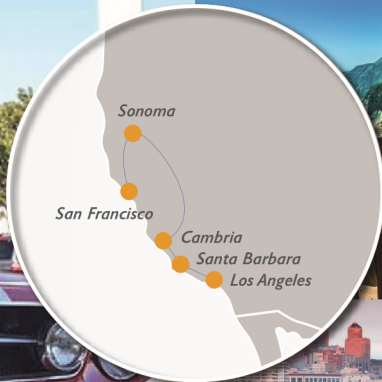 Sonoma
San Francisco
Cambria
Santa Barbara
Los Angeles